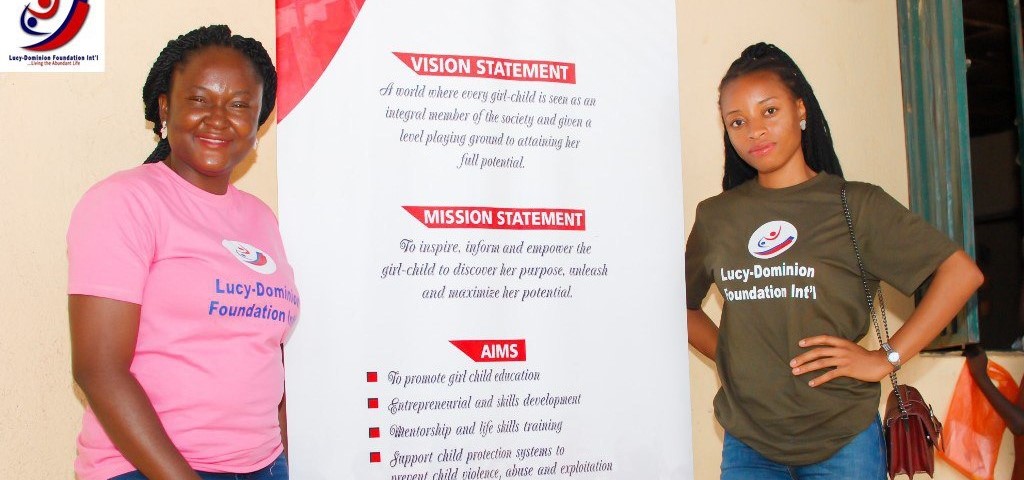 Lucy-Dominion Foundation Int'l
...Living the Abundant Life
VISION STATEMENT
A world where every girl-child is seen as an
integral member of the society and given a
level playing ground to attaining her
full potential.
MISSION STATEMENT
To inspire, inform and empower the
girl-child to discover her purpose, unleash
and maximize her potential.
AIMS
To promote girl child education
Entrepreneurial and skills development
Mentorship and life skills training
Support child protection systems to
prevent child violence, abuse and exploitation
Lucy-Dominion
Foundation Int'l
Lucy-Dominion
Foundation Int'l